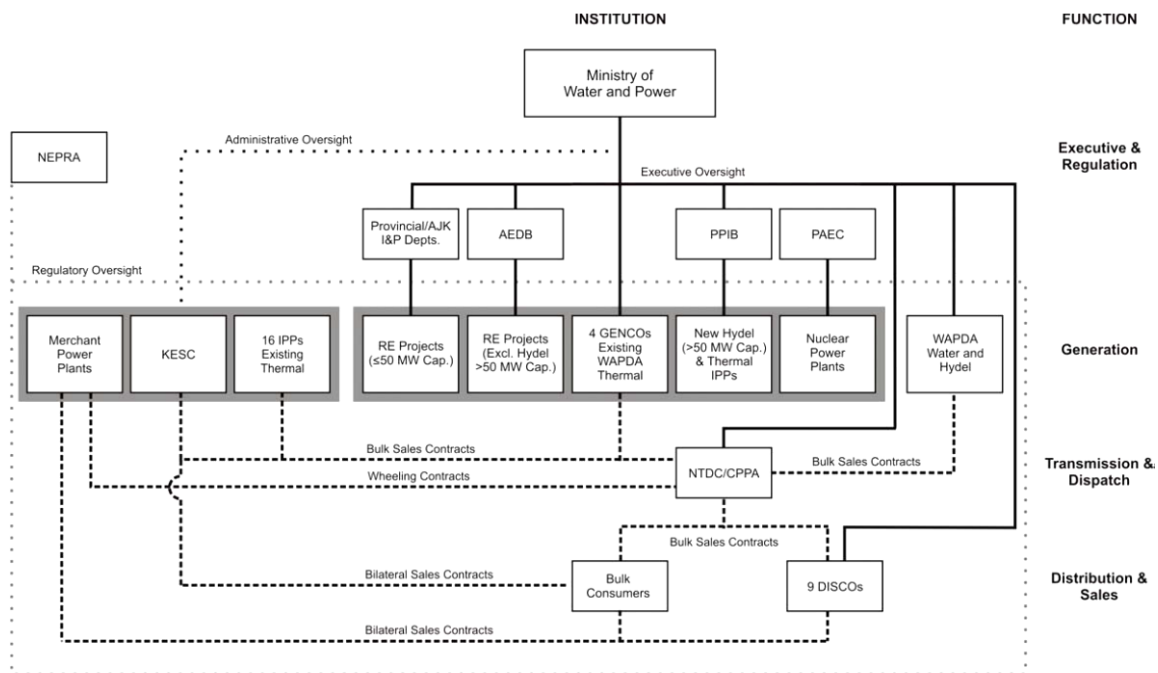 INSTITUTION
FUNCTION
Ministry of
Water and Power
Administrative Oversight
NEPRA
Executive &
Regulation
Executive Oversight
Provincial/AJK
I&P Depts.
AEDB
PPIB
PAEC
Regulatory Oversight
Merchant
Power
Plants
KESC
16 IPPs
Existing
Thermal
RE Projects
(≤50 MW Cap.)
RE Projects
(Excl. Hydel
>50 MW Cap.)
4 GENCOs
Existing
WAPDA
Thermal
New Hydel
(>50 MW Cap.)
& Thermal
IPPs
Nuclear
Power
Plants
WAPDA
Water and
Hydel
Generation
Bulk Sales Contracts
Wheeling Contracts
NTDC/CPPA
Bulk Sales Contracts
Transmission &
Dispatch
Bulk Sales Contracts
Bilateral Sales Contracts
Bulk
Consumers
9 DISCOs
Distribution &
Sales
Bilateral Sales Contracts